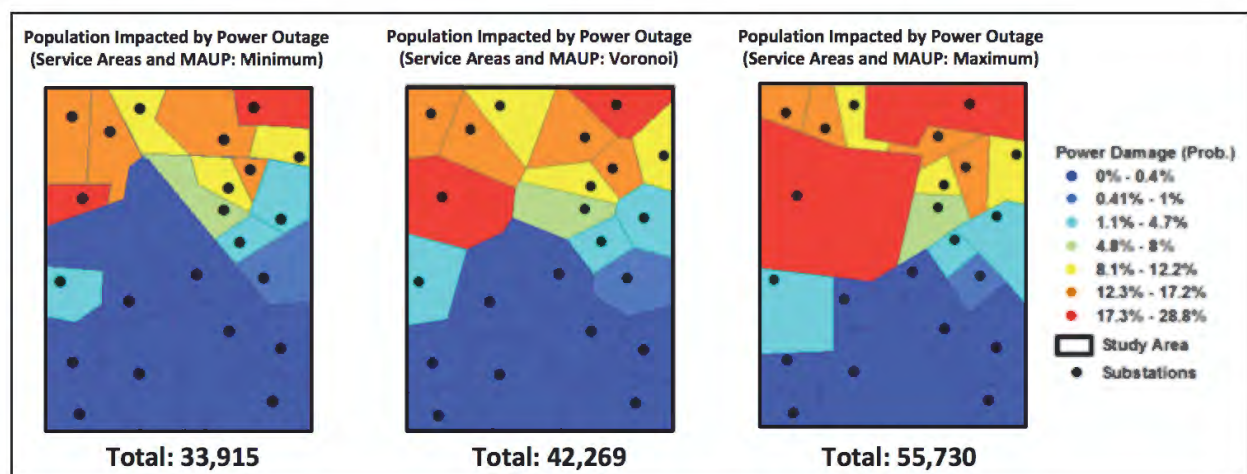 Population Impacted by Power Outage
(Service Areas and MAUP: Minimum)
Population Impacted by Power Outage
(Service Areas and MAUP: Voronoi)
Population Impacted by Power Outage
(Service Areas and MAUP: Maximum)
Power Damage (Prob.)
0% - 0.4%
0.41% - 1%
1.1% - 4.7%
4.8% - 8%
8.1% - 12.2%
12.3% - 17.2%
17.3% - 28.8%
Study Area
Substations
Total: 33,915
Total: 42,269
Total: 55,730